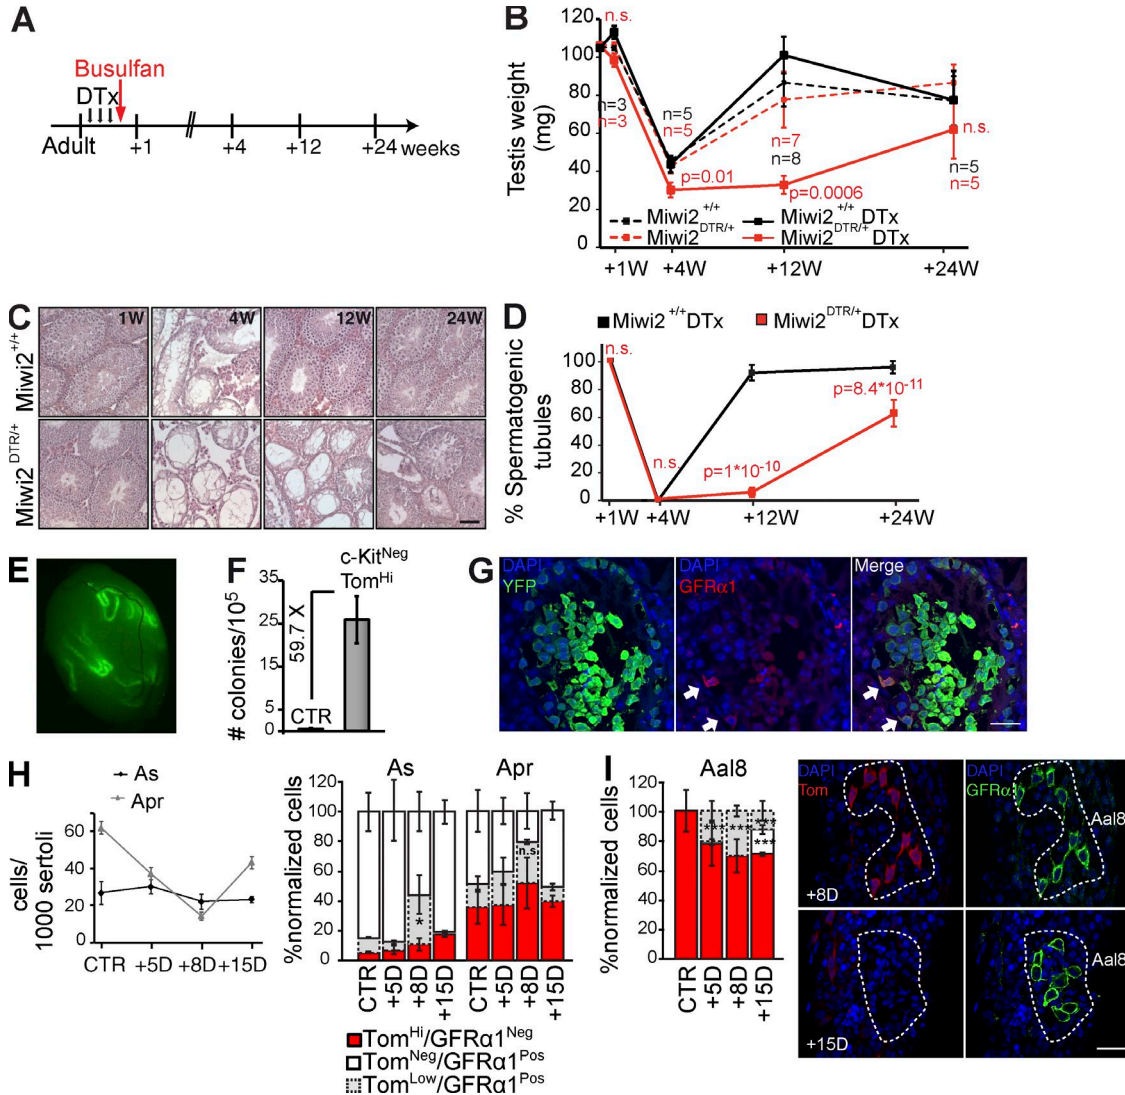 A
Busulfan
DTx
Adult
+1
+4
+12
+24 weeks
B
Testis weight
(mg)
120
100
80
60
40
20
0
n.s.
n=3
n=3
n=5
n=5
p=0.01
n=7
n=8
p=0.0006
n.s.
n=5
n=5
Miwi2+/+
Miwi2+/+ DTx
Miwi2DTR/+
Miwi2DTR/+ DTx
+1W
+4W
+12W
+24W
C
1W
4W
12W
24W
Miwi2+/+
Miwi2DTR/+
D
Miwi2+/+DTx
Miwi2DTR/+DTx
% Spermatogenic
tubules
100
80
60
40
20
0
n.s.
n.s.
p=1*10-10
p=8.4*10-11
+1W
+4W
+12W
+24W
E
F
c-KitNeg
TomHi
# colonies/105
35
25
15
5
0
59.7 X
CTR
G
DAPI
YFP
DAPI
GFRα1
Merge
H
As
Apr
cells/
1000 sertoli
60
40
20
0
CTR
+5D
+8D
+15D
%normalized cells
As
Apr
120
100
80
60
40
20
0
*
n.s
CTR
+5D
+8D
+15D
CTR
+5D
+8D
+15D
TomHi/GFRα1Neg
TomNeg/GFRα1Pos
TomLow/GFRα1Pos
I
Aal8
%normalized cells
120
100
80
60
40
20
0
***
***
***
***
CTR
+5D
+8D
+15D
DAPI
Tom
+8D
DAPI
GFRα1
Aal8
+15D
Aal8